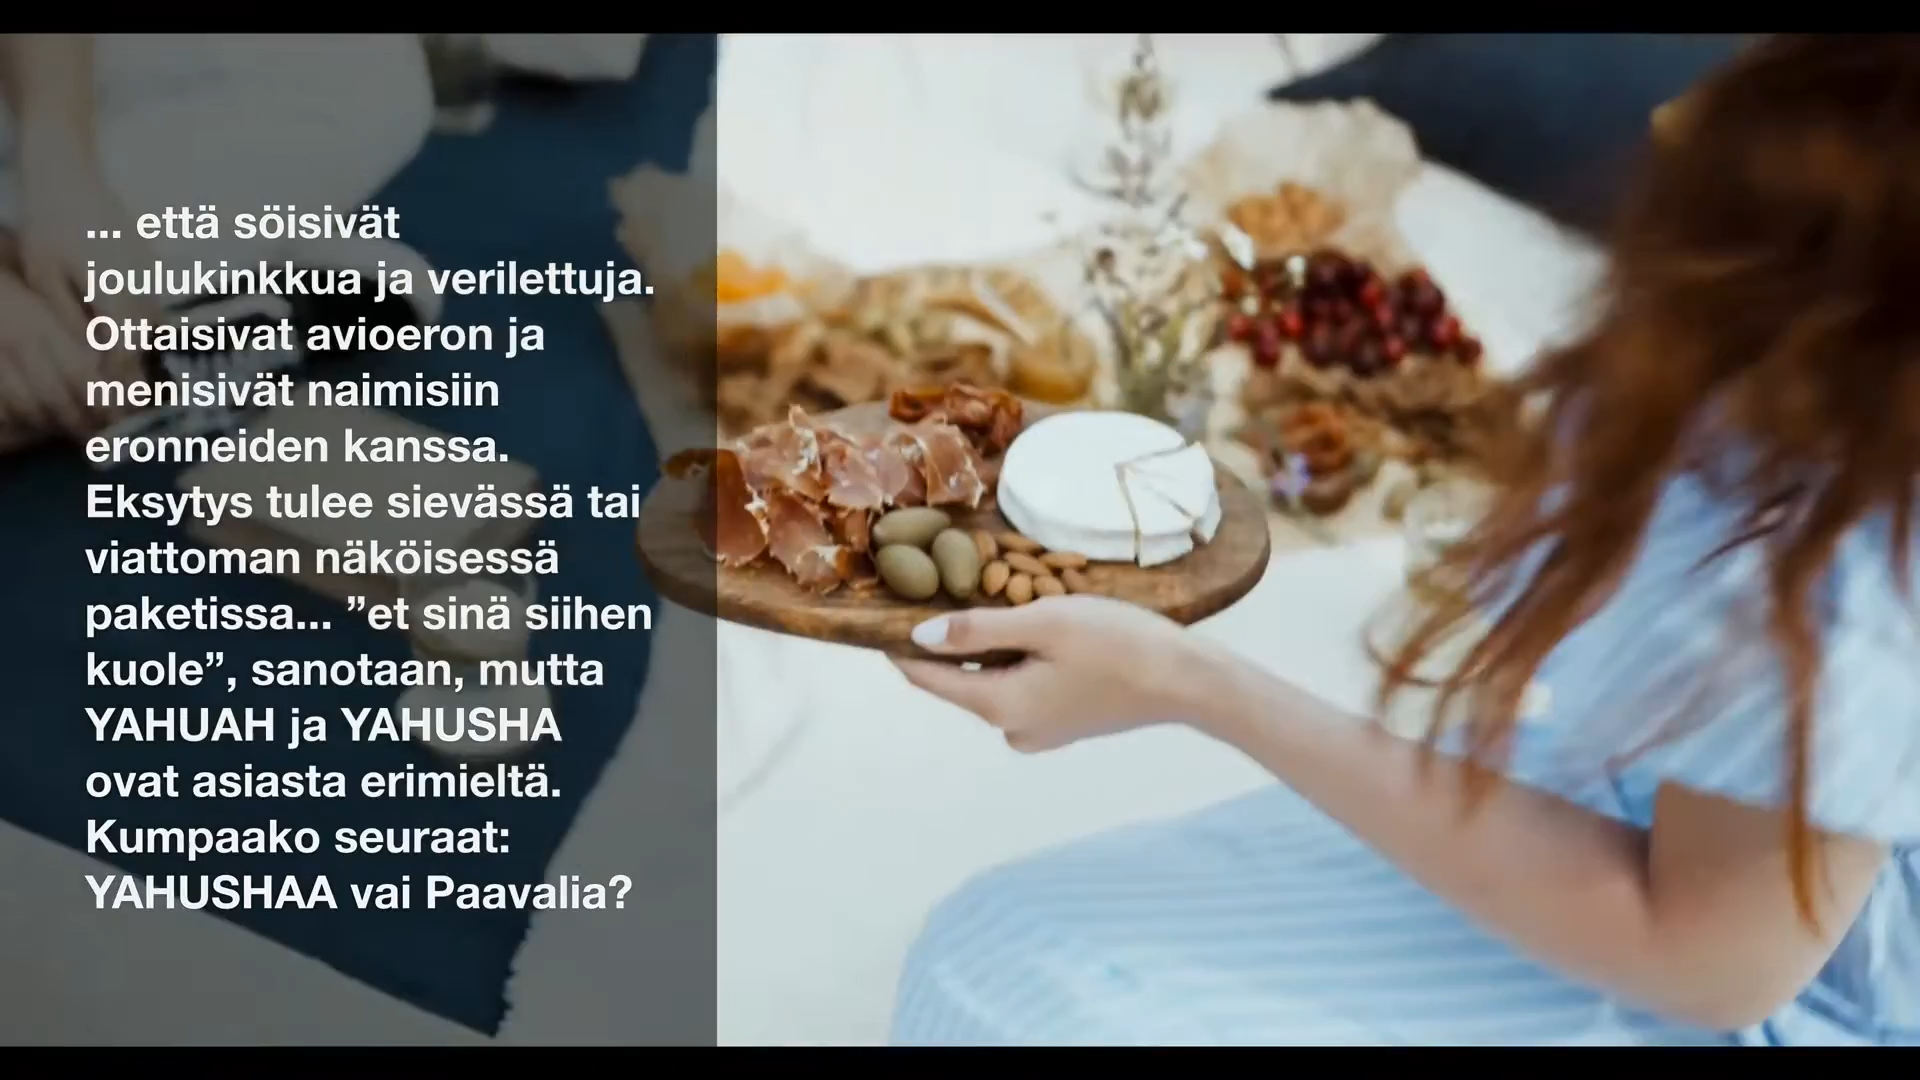 ... että söisivät
joulukinkkua ja verilettuja.
Ottaisivat avioeron ja
menisivät naimisiin
eronneiden kanssa.
Eksytys tulee sievässä tai
viattoman näköisessä
paketissa... ”et sinä siihen
kuole”, sanotaan, mutta
YAHUAH ja YAHUSHA
ovat asiasta erimieltä.
Kumpaako seuraat:
YAHUSHAA vai Paavalia?